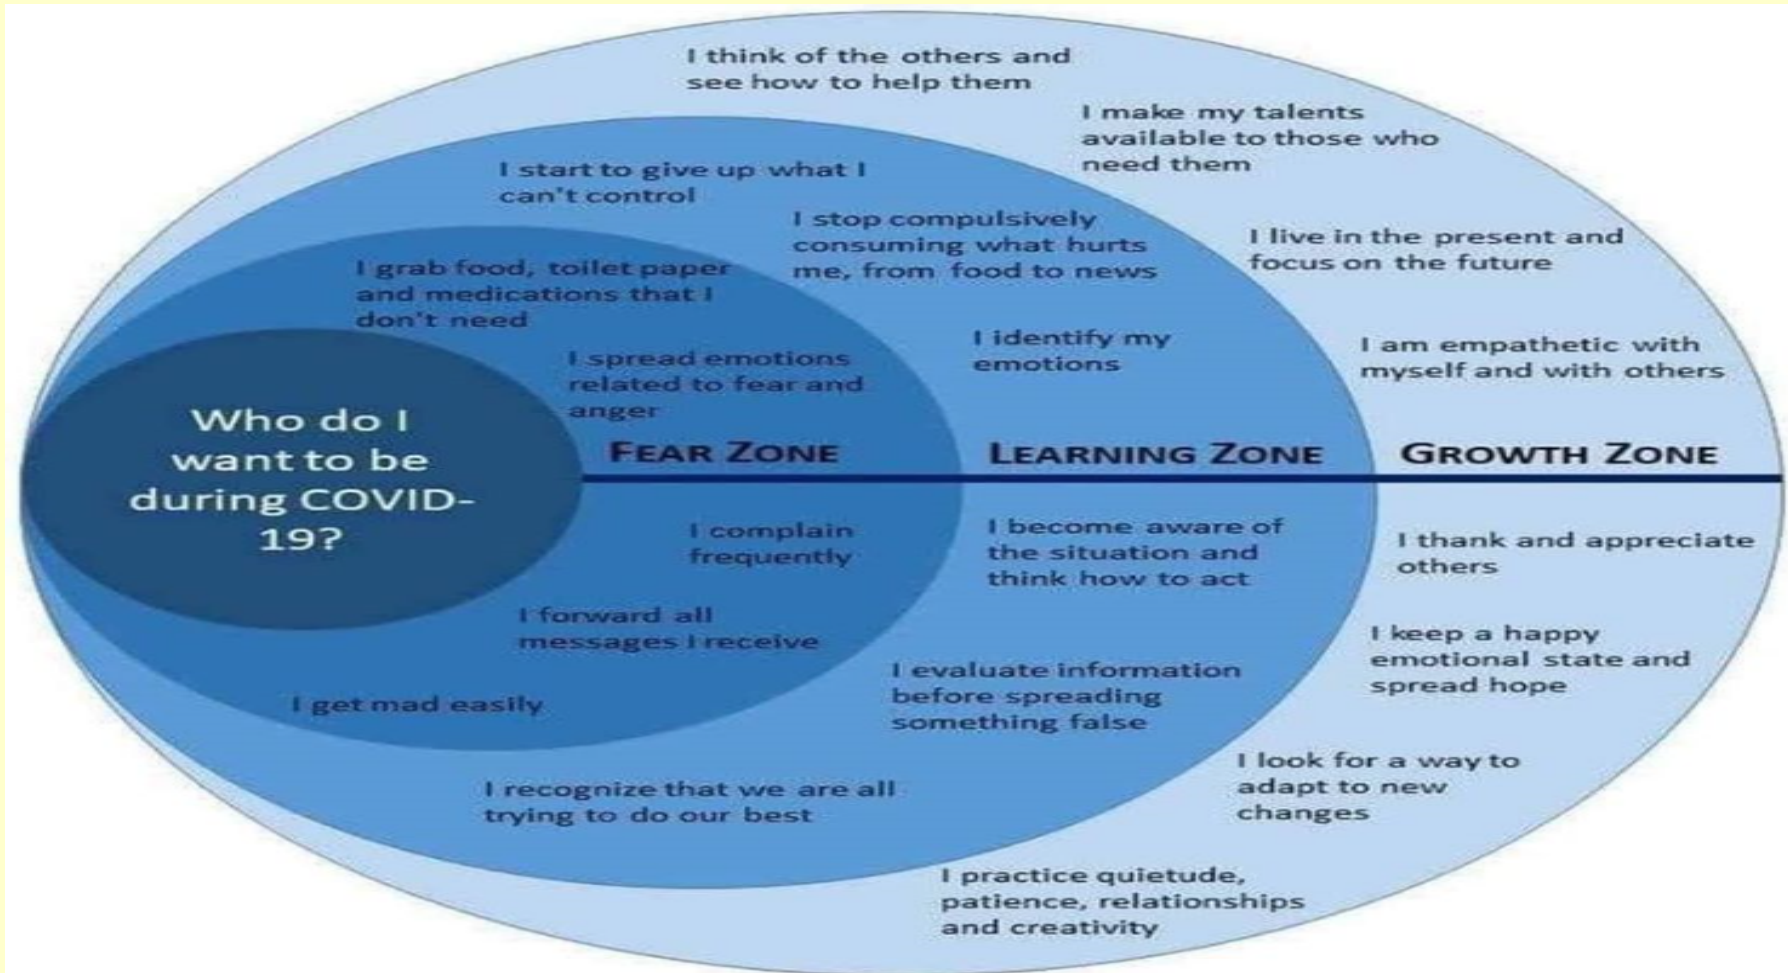 I think of the others and
see how to help them
I make my talents
available to those who
need them
I start to give up what I
can't control
I stop compulsively
consuming what hurts
me, from food to news
I live in the present and
focus on the future
I grab food, toilet paper
and medications that I
don't need
I identify my
emotions
I am empathetic with
myself and with others
I spread emotions
related to fear and
anger
Who do I
want to be
during COVID-
19?
FEAR ZONE
LEARNING ZONE
GROWTH ZONE
I complain
frequently
I become aware of
the situation and
think how to act
I thank and appreciate
others
I forward all
messages I receive
I keep a happy
emotional state and
spread hope
I evaluate information
before spreading
something false
I get mad easily
I look for a way to
adapt to new
changes
I recognize that we are all
trying to do our best
I practice quietude,
patience, relationships
and creativity